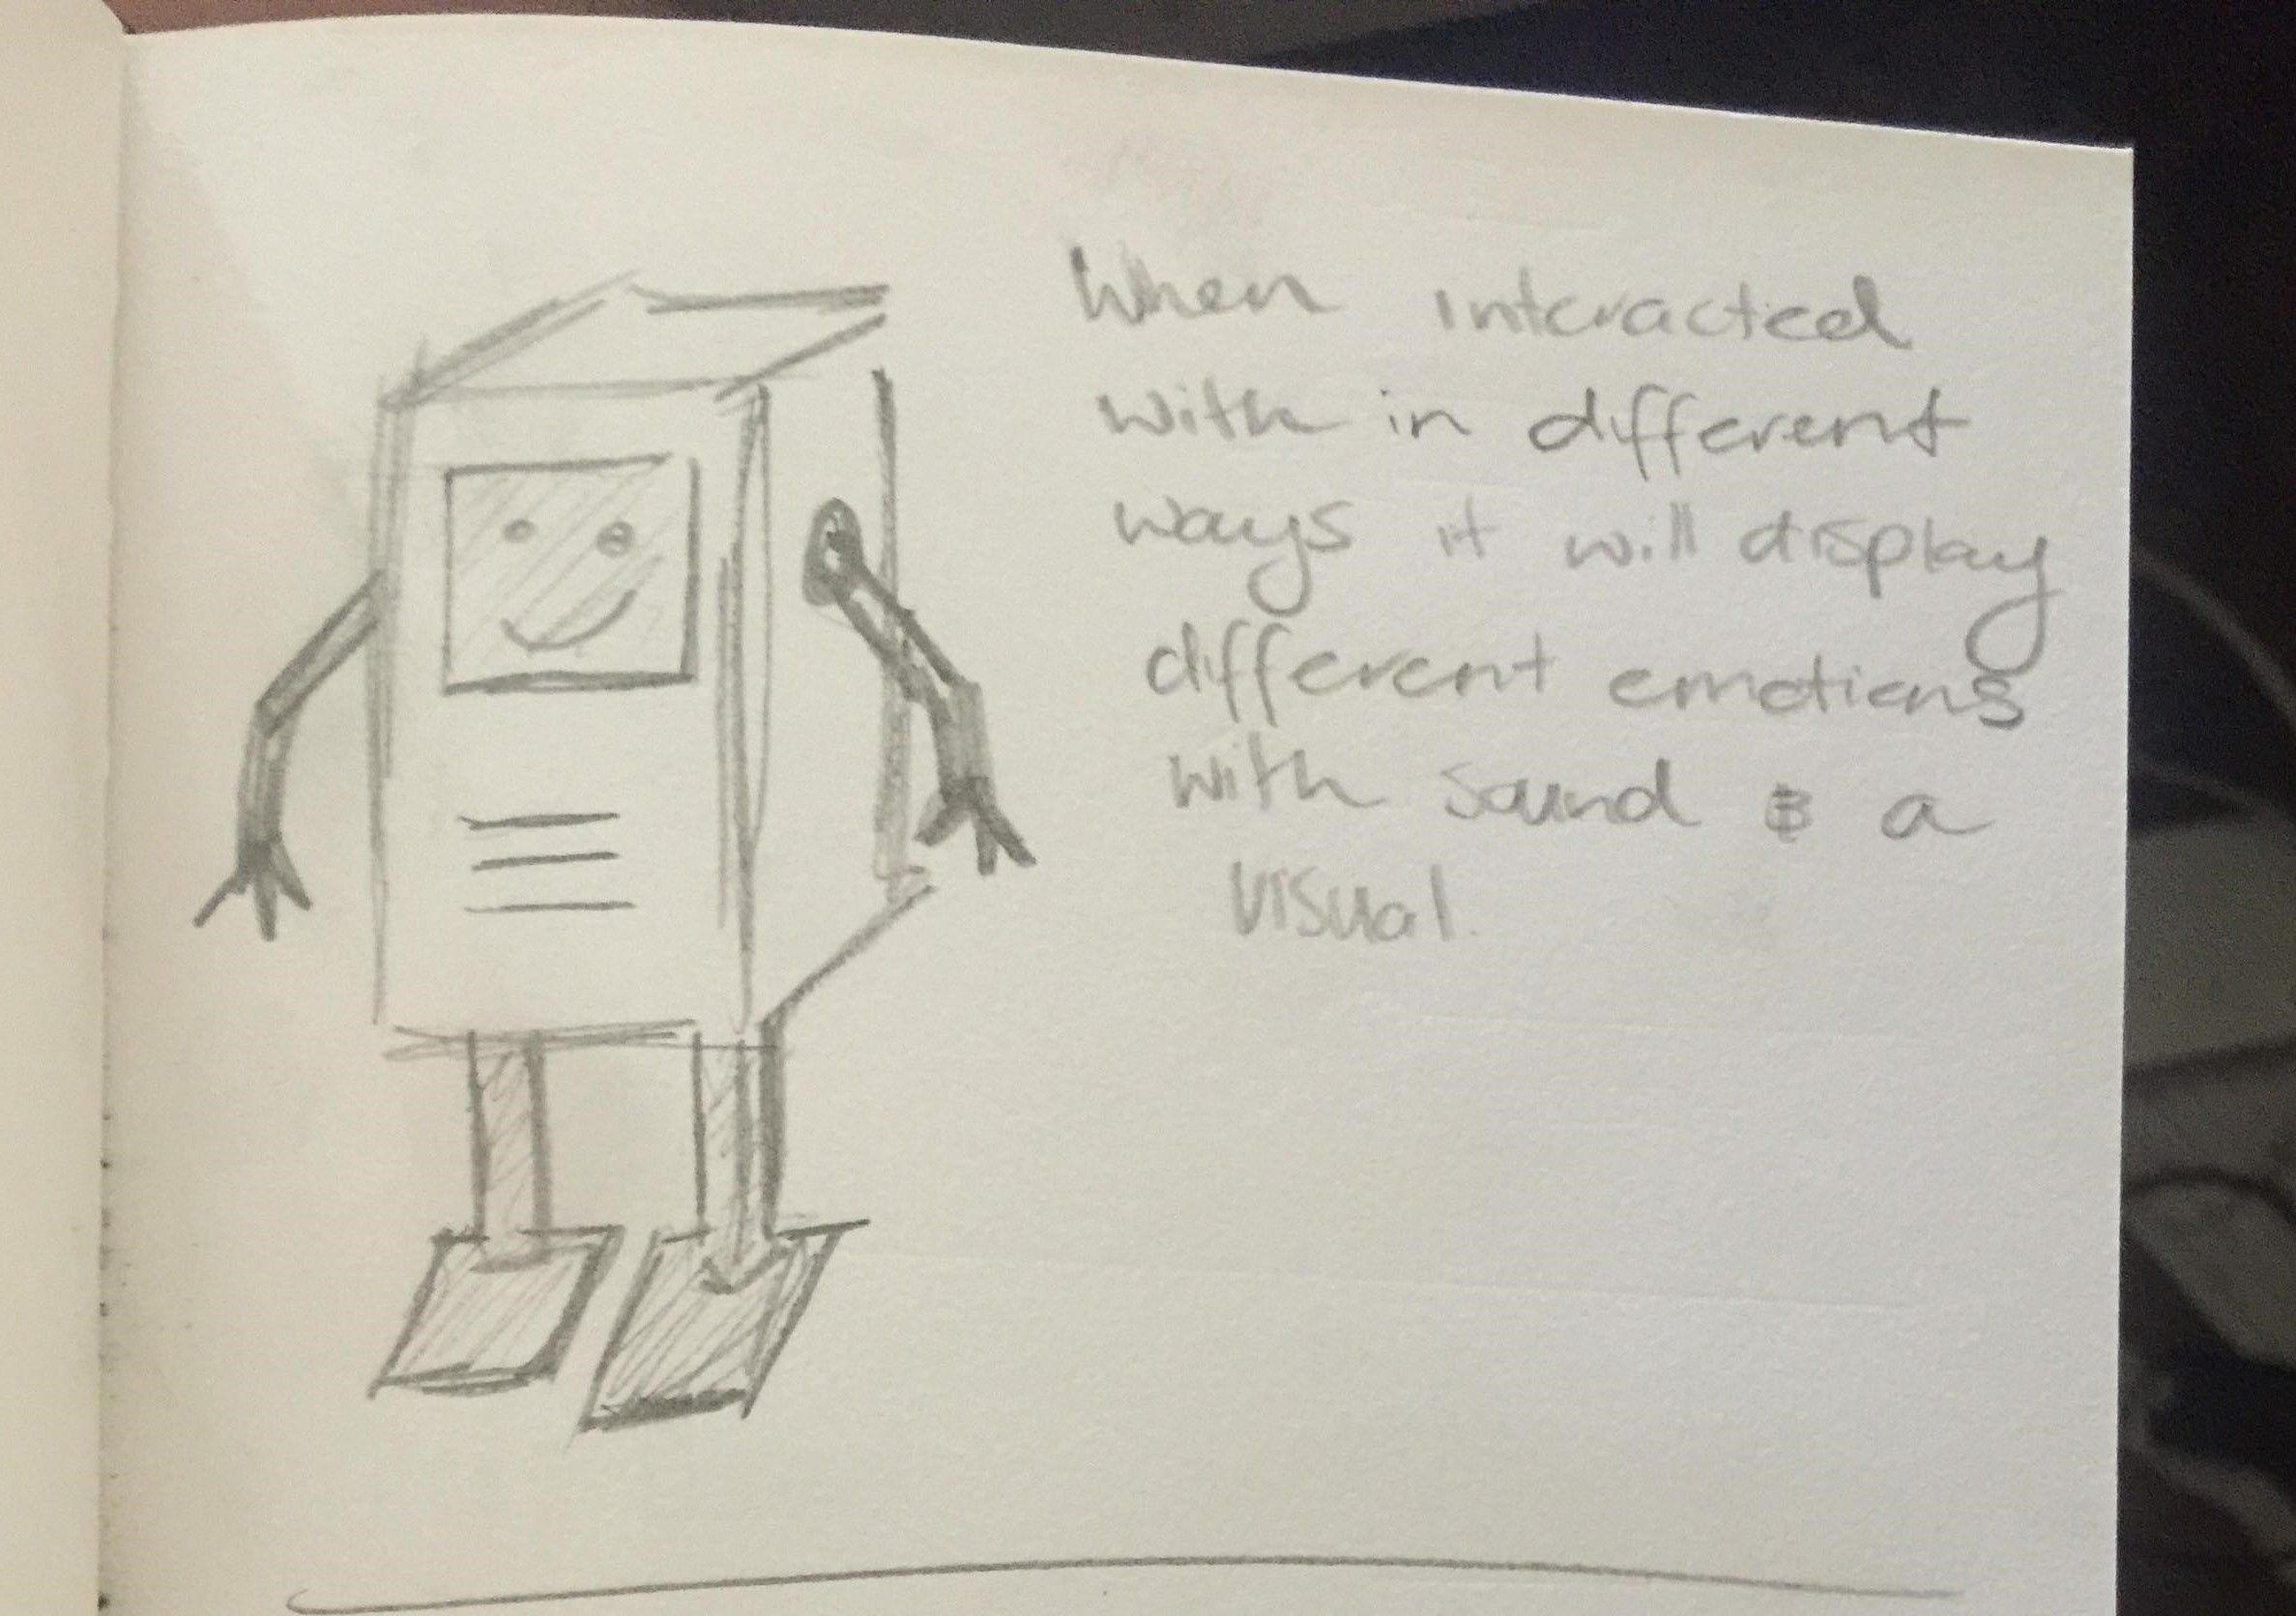 When interacted
with in different
ways it will display
different emotions
with sound & a
visual.